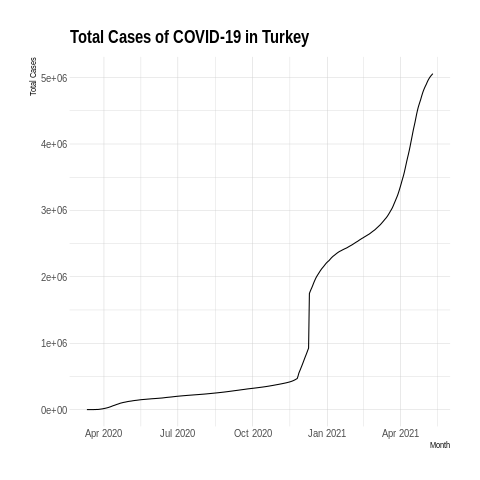 Total Cases of COVID-19 in Turkey
Total Cases
5e+06
4e+06
3e+06
2e+06
1e+06
0e+00
Apr 2020 Jul 2020 Oct 2020 Jan 2021 Apr 2021
Month